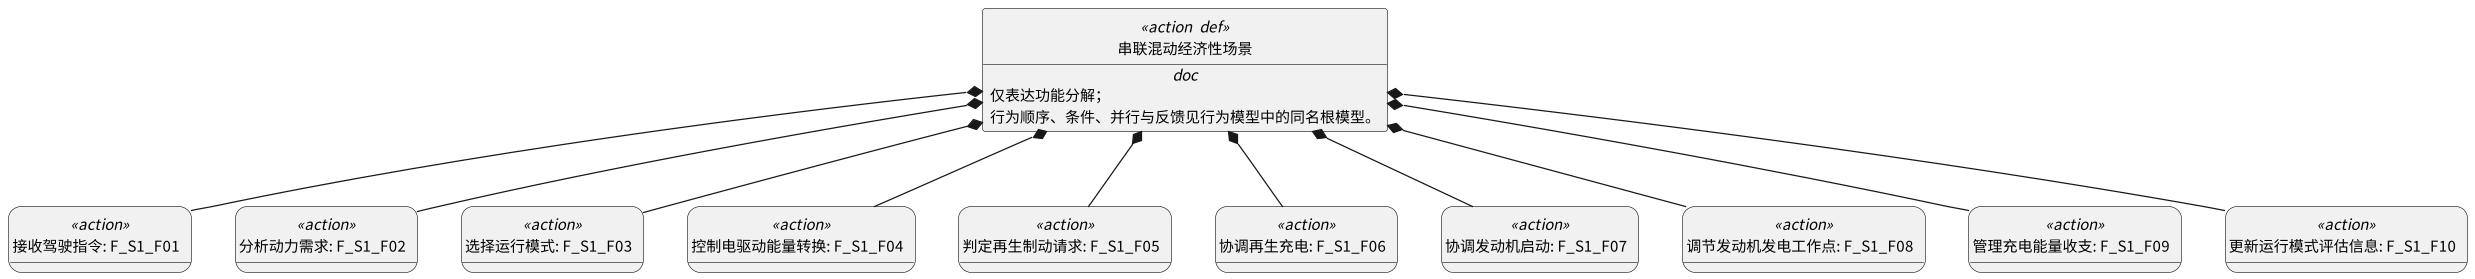 «action def»
串联混动经济性场景
doc
仅表达功能分解；
行为顺序、条件、并行与反馈见行为模型中的同名根模型。
«action»
接收驾驶指令: F_S1_F01
«action»
分析动力需求: F_S1_F02
«action»
选择运行模式: F_S1_F03
«action»
控制电驱动能量转换: F_S1_F04
«action»
判定再生制动请求: F_S1_F05
«action»
协调再生充电: F_S1_F06
«action»
协调发动机启动: F_S1_F07
«action»
调节发动机发电工作点: F_S1_F08
«action»
管理充电能量收支: F_S1_F09
«action»
更新运行模式评估信息: F_S1_F10